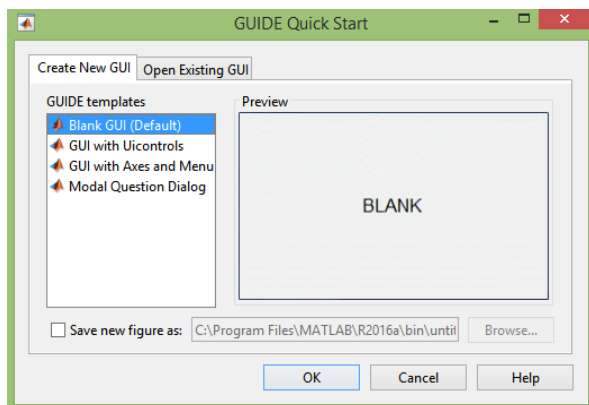 GUIDE Quick Start
Create New GUI Open Existing GUI
GUIDE templates
Blank GUI (Default)
GUI with Uicontrols
GUI with Axes and Menu
Modal Question Dialog
Preview
BLANK
Save new figure as: C:\Program Files\MATLAB\R2016a\bin\untit Browse...
OK Cancel Help